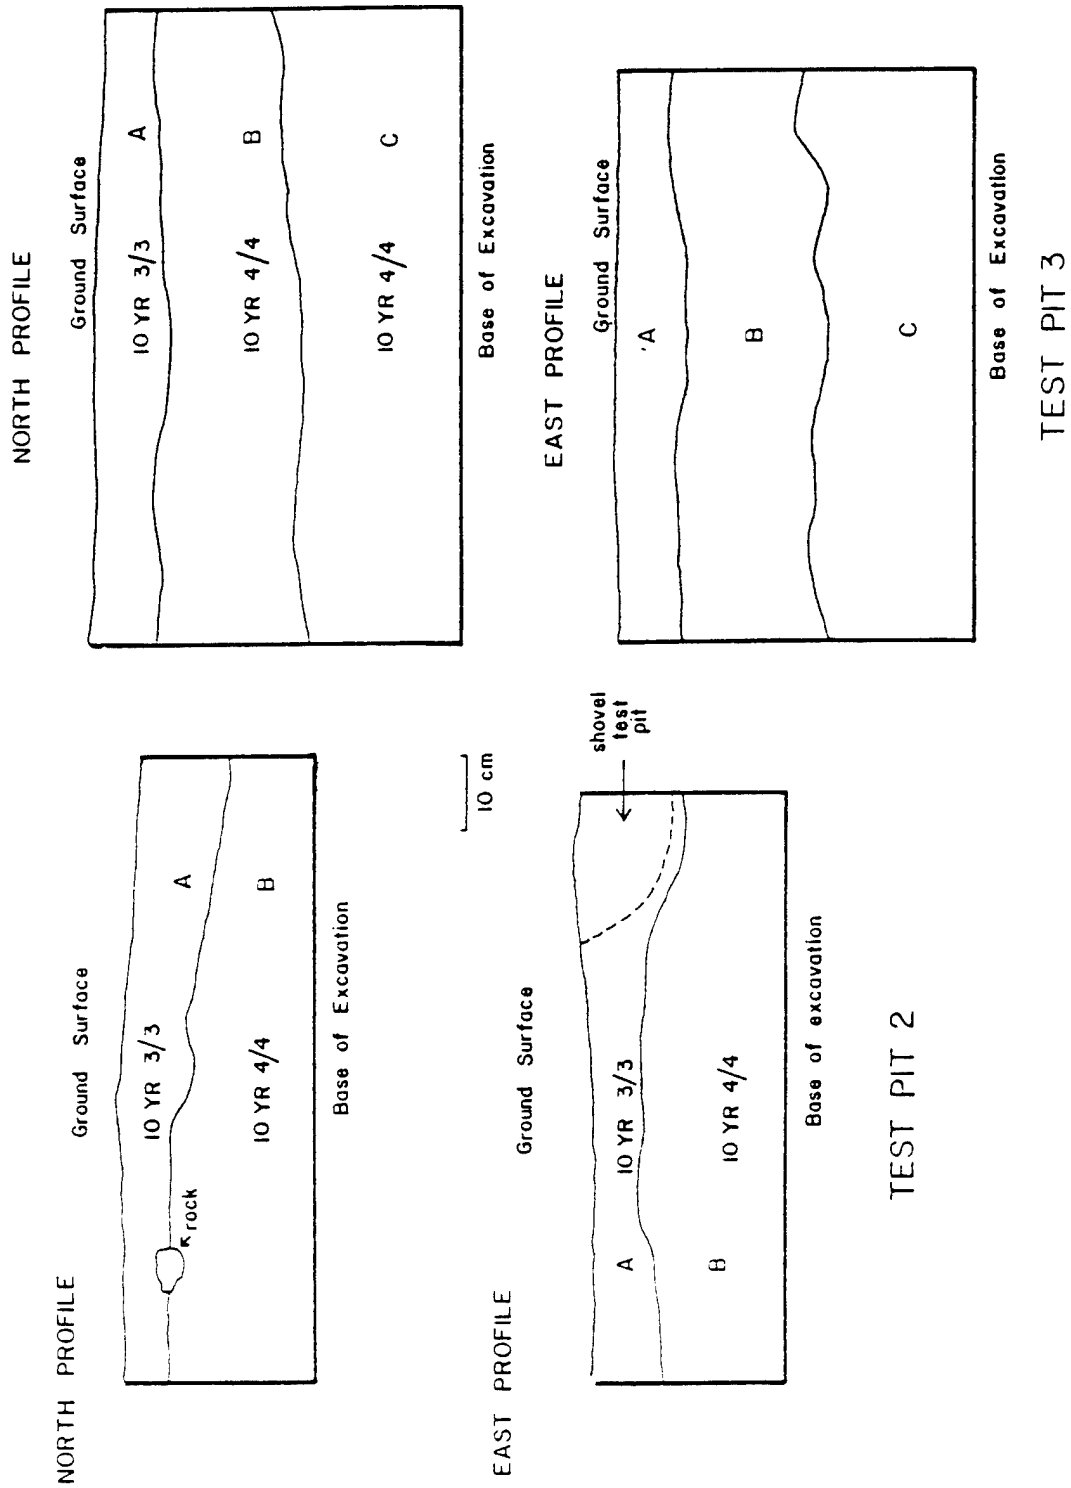 NORTH PROFILE
Ground Surface
10 YR 3/3 A
rock
10 YR 4/4 B
Base of Excavation
10 cm
EAST PROFILE
Ground Surface
shovel
test
pit
A 10 YR 3/3
B 10 YR 4/4
Base of excavation
TEST PIT 2
NORTH PROFILE
Ground Surface
10 YR 3/3 A
10 YR 4/4 B
10 YR 4/4 C
Base of Excavation
EAST PROFILE
Ground Surface
A
B
C
Base of Excavation
TEST PIT 3